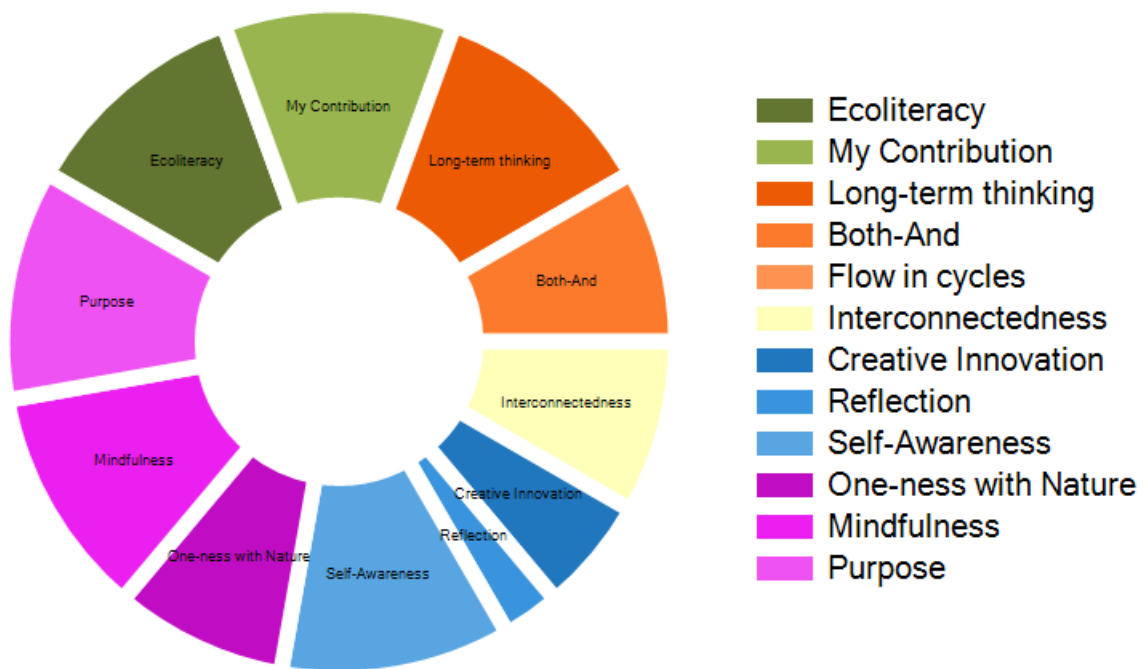 My Contribution
Ecoliteracy
Long-term thinking
Both-And
Purpose
Interconnectedness
Mindfulness
Creative Innovation
Reflection
One-ness with Nature
Self-Awareness
Ecoliteracy
My Contribution
Long-term thinking
Both-And
Flow in cycles
Interconnectedness
Creative Innovation
Reflection
Self-Awareness
One-ness with Nature
Mindfulness
Purpose